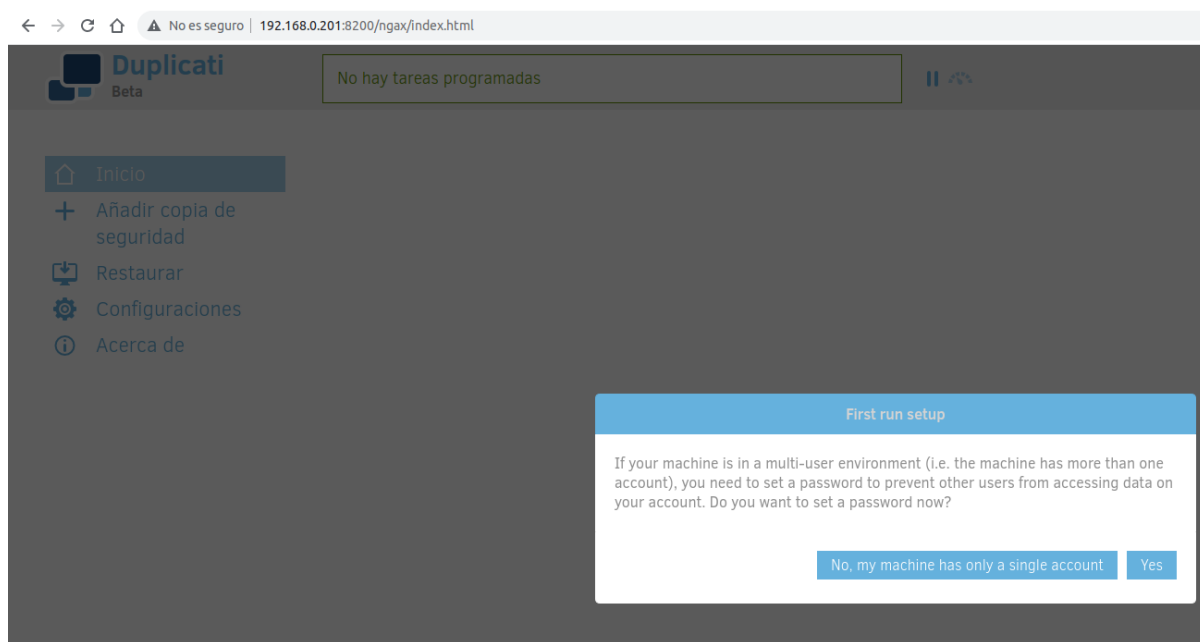 No es seguro | 192.168.0.201:8200/ngax/index.html
Duplicati
Beta
No hay tareas programadas
Inicio
Añadir copia de
seguridad
Restaurar
Configuraciones
Acerca de
First run setup
If your machine is in a multi-user environment (i.e. the machine has more than one
account), you need to set a password to prevent other users from accessing data on
your account. Do you want to set a password now?
No, my machine has only a single account
Yes